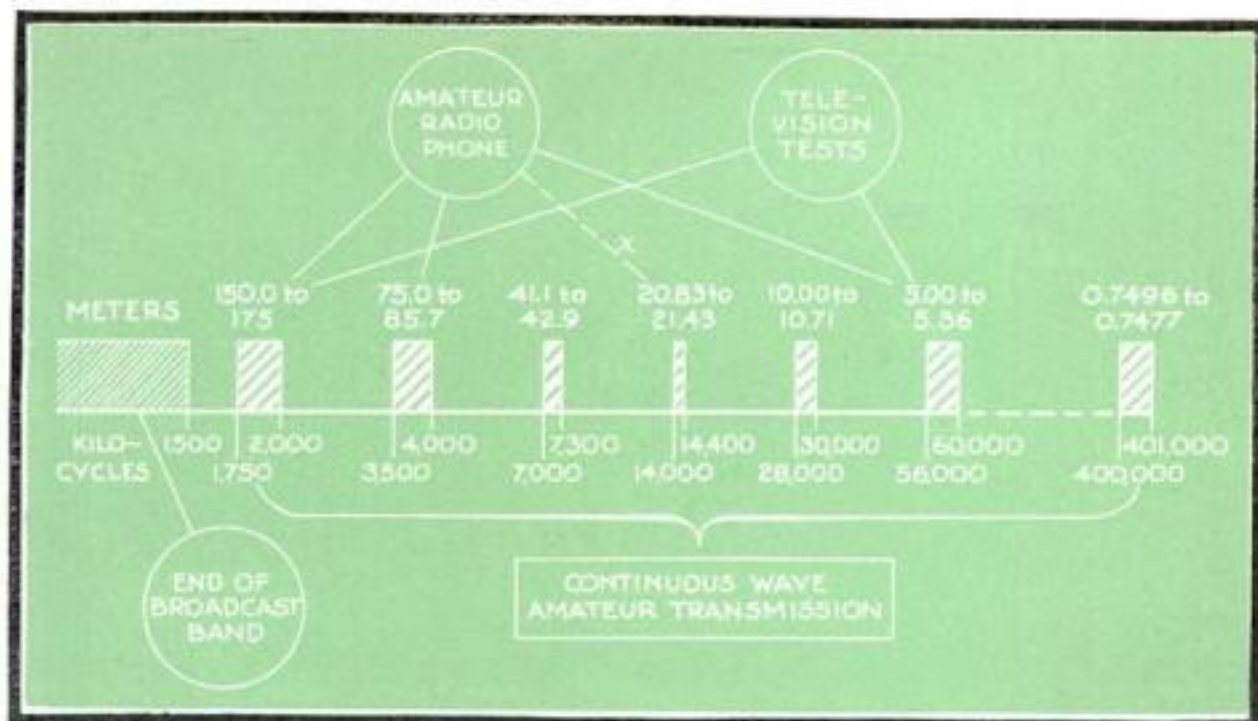 AMATEUR
RADIO
PHONE
TELE-
VISION
TESTS
X
METERS
150.0 to
175
75.0 to
85.7
41.1 to
42.9
20.83 to
21.43
10.00 to
10.71
5.00 to
5.36
0.7496 to
0.7477
KILO-
CYCLES
1,500
2,000
4,000
7,300
14,400
30,000
60,000
401,000
1,750
3,500
7,000
14,000
28,000
56,000
400,000
END OF
BROADCAST
BAND
CONTINUOUS WAVE
AMATEUR TRANSMISSION